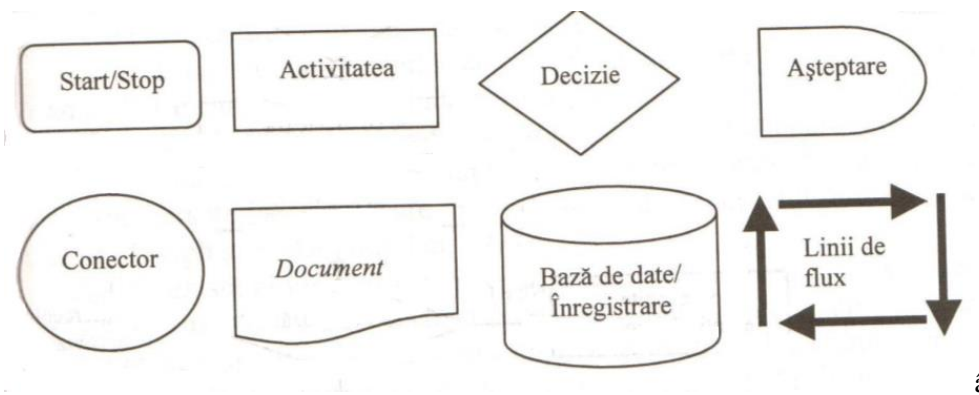 Start/Stop
Activitatea
Decizie
Aşteptare
Conector
Document
Bază de date/
Înregistrare
Linii de
flux